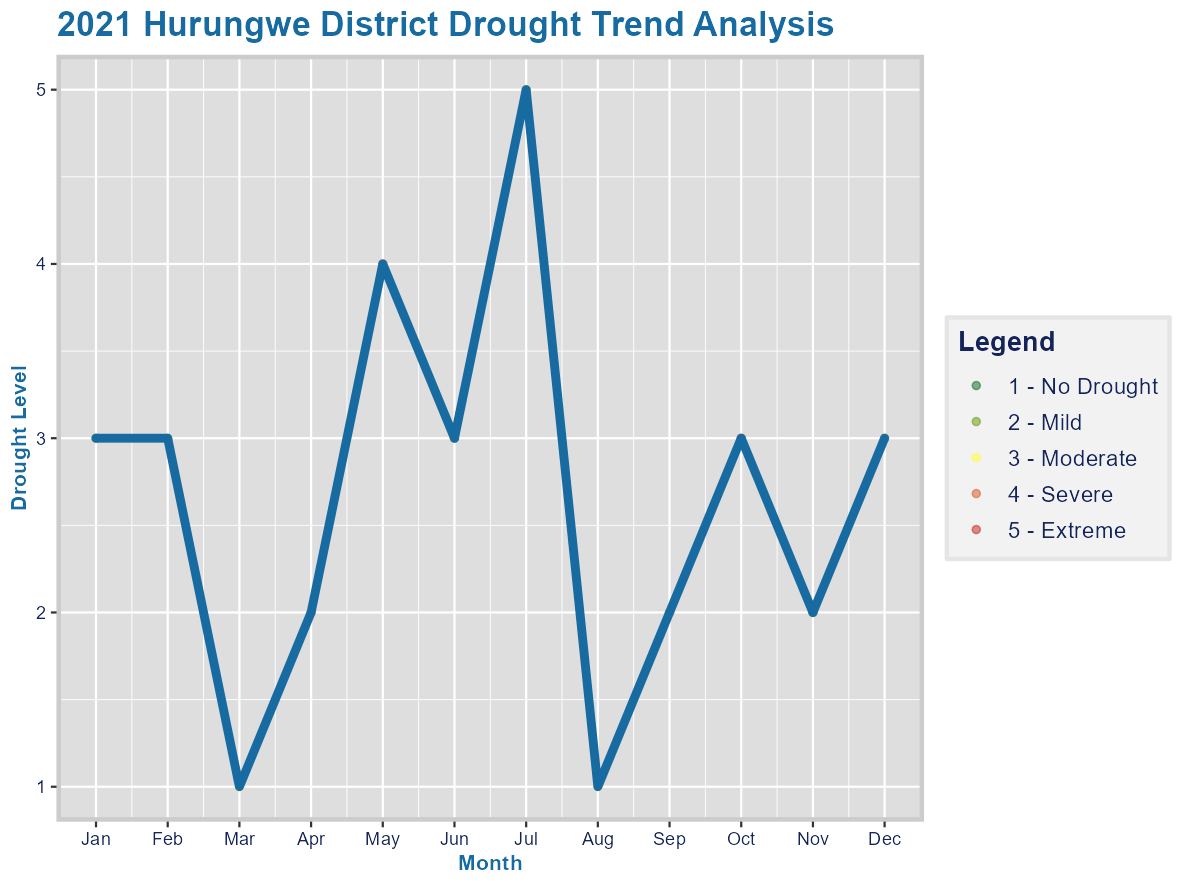 2021 Hurungwe District Drought Trend Analysis
5
4
3
2
1
Drought Level
Jan Feb Mar Apr May Jun Jul Aug Sep Oct Nov Dec
Month
Legend
1 - No Drought
2 - Mild
3 - Moderate
4 - Severe
5 - Extreme